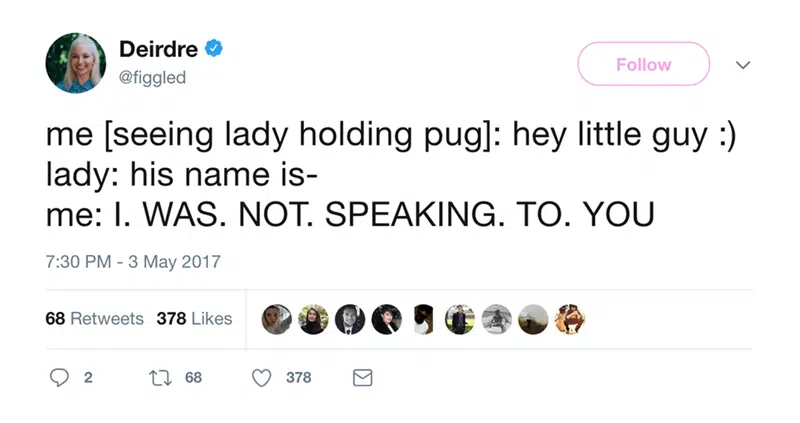 Deirdre
@figgled
Follow
me [seeing lady holding pug]: hey little guy :)
lady: his name is-
me: I. WAS. NOT. SPEAKING. TO. YOU
7:30 PM - 3 May 2017
68 Retweets 378 Likes
2 68 378